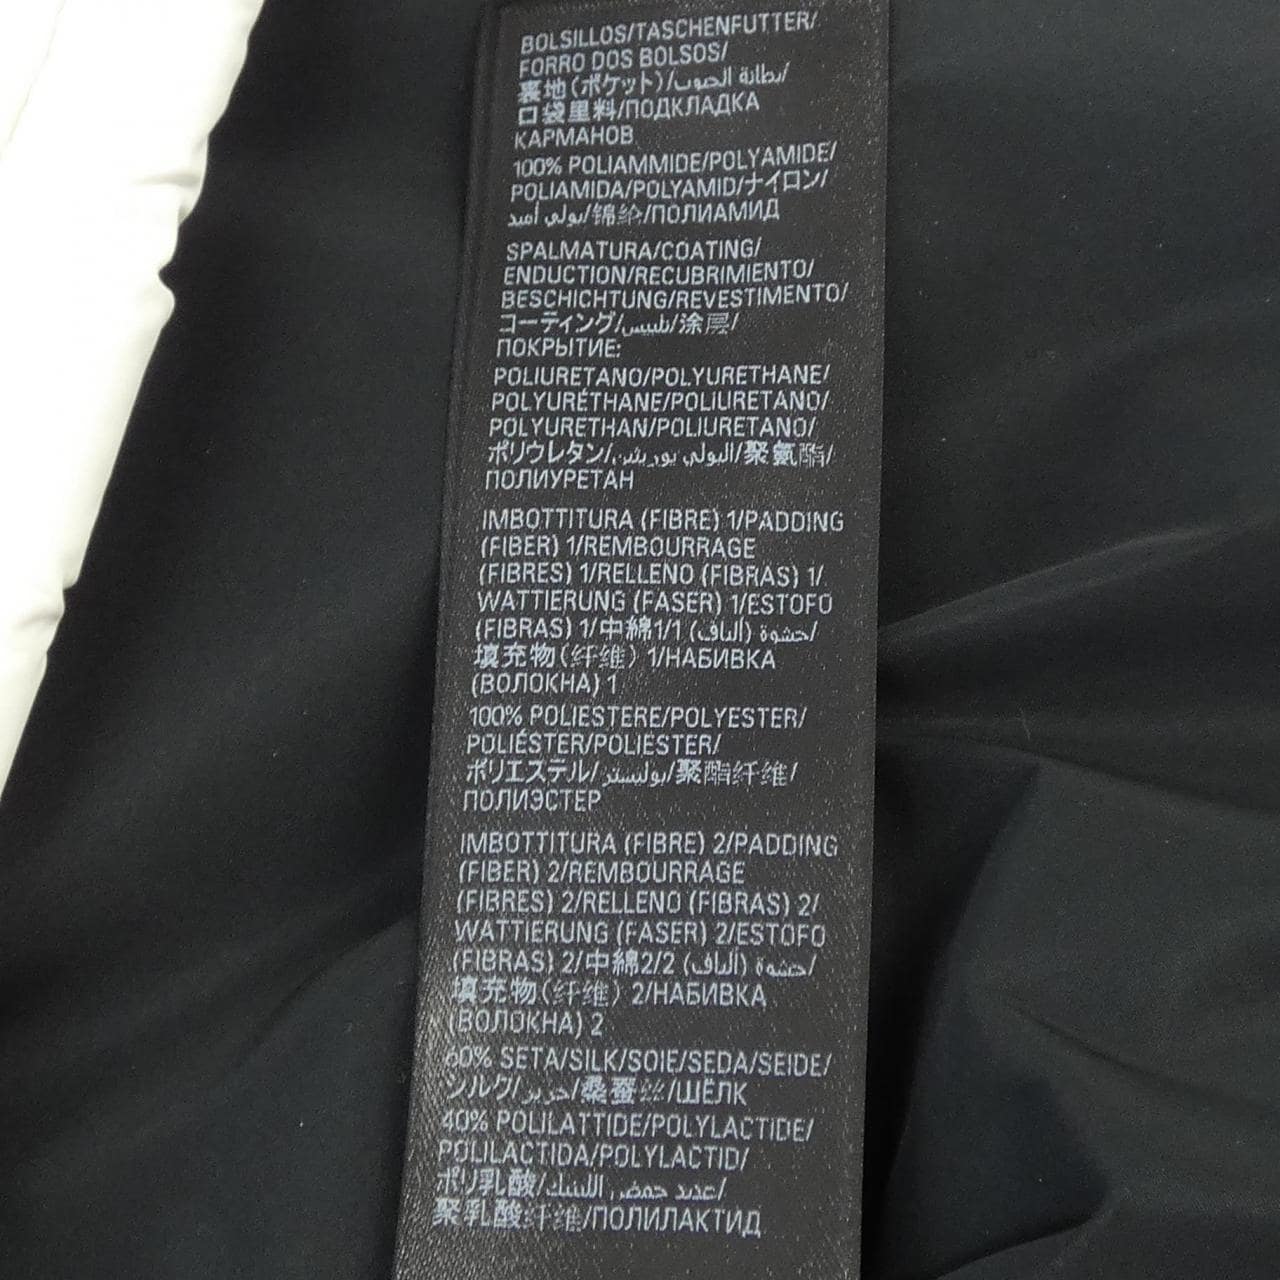 BOLSILLOS/TASCHENFUTTER/
FORRO DOS BOLSOS/
裏地(ポケット)/بطانة الجيوب/
口袋里料/ПОДКЛАДКА
КАРМАНОВ
100% POLIAMMIDE/POLYAMIDE/
POLIAMIDA/POLYAMID/ナイロン/
بولي أميد/锦纶/ПОЛИАМИД
SPALMATURA/COATING/
ENDUCTION/RECUBRIMIENTO/
BESCHICHTUNG/REVESTIMENTO/
コーティング/تلبيس/涂层/
ПОКРЫТИЕ:
POLIURETANO/POLYURETHANE/
POLYURÉTHANE/POLIURETANO/
POLYURETHAN/POLIURETANO/
ポリウレタン/البولي يوريثين/聚氨酯/
ПОЛИУРЕТАН
IMBOTTITURA (FIBRE) 1/PADDING
(FIBER) 1/REMBOURRAGE
(FIBRES) 1/RELLENO (FIBRAS) 1/
WATTIERUNG (FASER) 1/ESTOFO
(FIBRAS) 1/中綿1/حشوة (ألياف) 1/
填充物(纤维) 1/НАБИВКА
(ВОЛОКНА) 1
100% POLIESTERE/POLYESTER/
POLIÉSTER/POLIESTER/
ポリエステル/بوليستر/聚酯纤维/
ПОЛИЭСТЕР
IMBOTTITURA (FIBRE) 2/PADDING
(FIBER) 2/REMBOURRAGE
(FIBRES) 2/RELLENO (FIBRAS) 2/
WATTIERUNG (FASER) 2/ESTOFO
(FIBRAS) 2/中綿2/حشوة (ألياف) 2/
填充物(纤维) 2/НАБИВКА
(ВОЛОКНА) 2
60% SETA/SILK/SOIE/SEDA/SEIDE/
シルク/حرير/桑蚕丝/ШЁЛК
40% POLILATTIDE/POLYLACTIDE/
POLILACTIDA/POLYLACTID/
ポリ乳酸/عديد حمض اللبنيك/
聚乳酸纤维/ПОЛИЛАКТИД